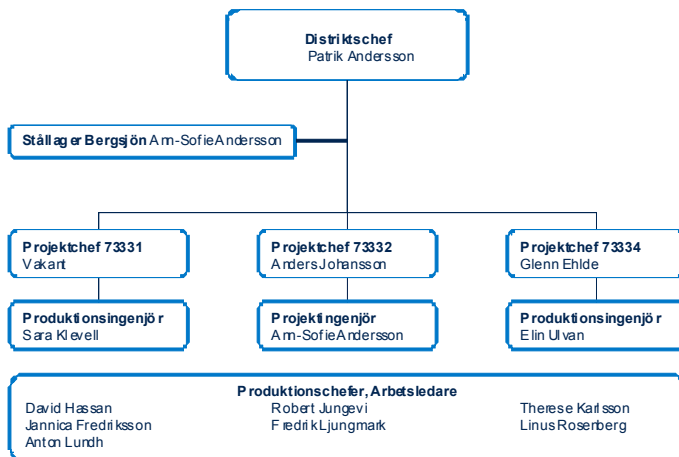 Distriktschef
Patrik Andersson
Stållager Bergsjön Ann-Sofie Andersson
Projektchef 73331
Vakant
Projektchef 73332
Anders Johansson
Projektchef 73334
Glenn Ehlde
Produktionsingenjör
Sara Klevell
Projektingenjör
Ann-Sofie Andersson
Produktionsingenjör
Elin Ulvan
Produktionschefer, Arbetsledare
David Hassan
Jannica Fredriksson
Anton Lundh
Robert Jungevi
Fredrik Ljungmark
Therese Karlsson
Linus Rosenberg